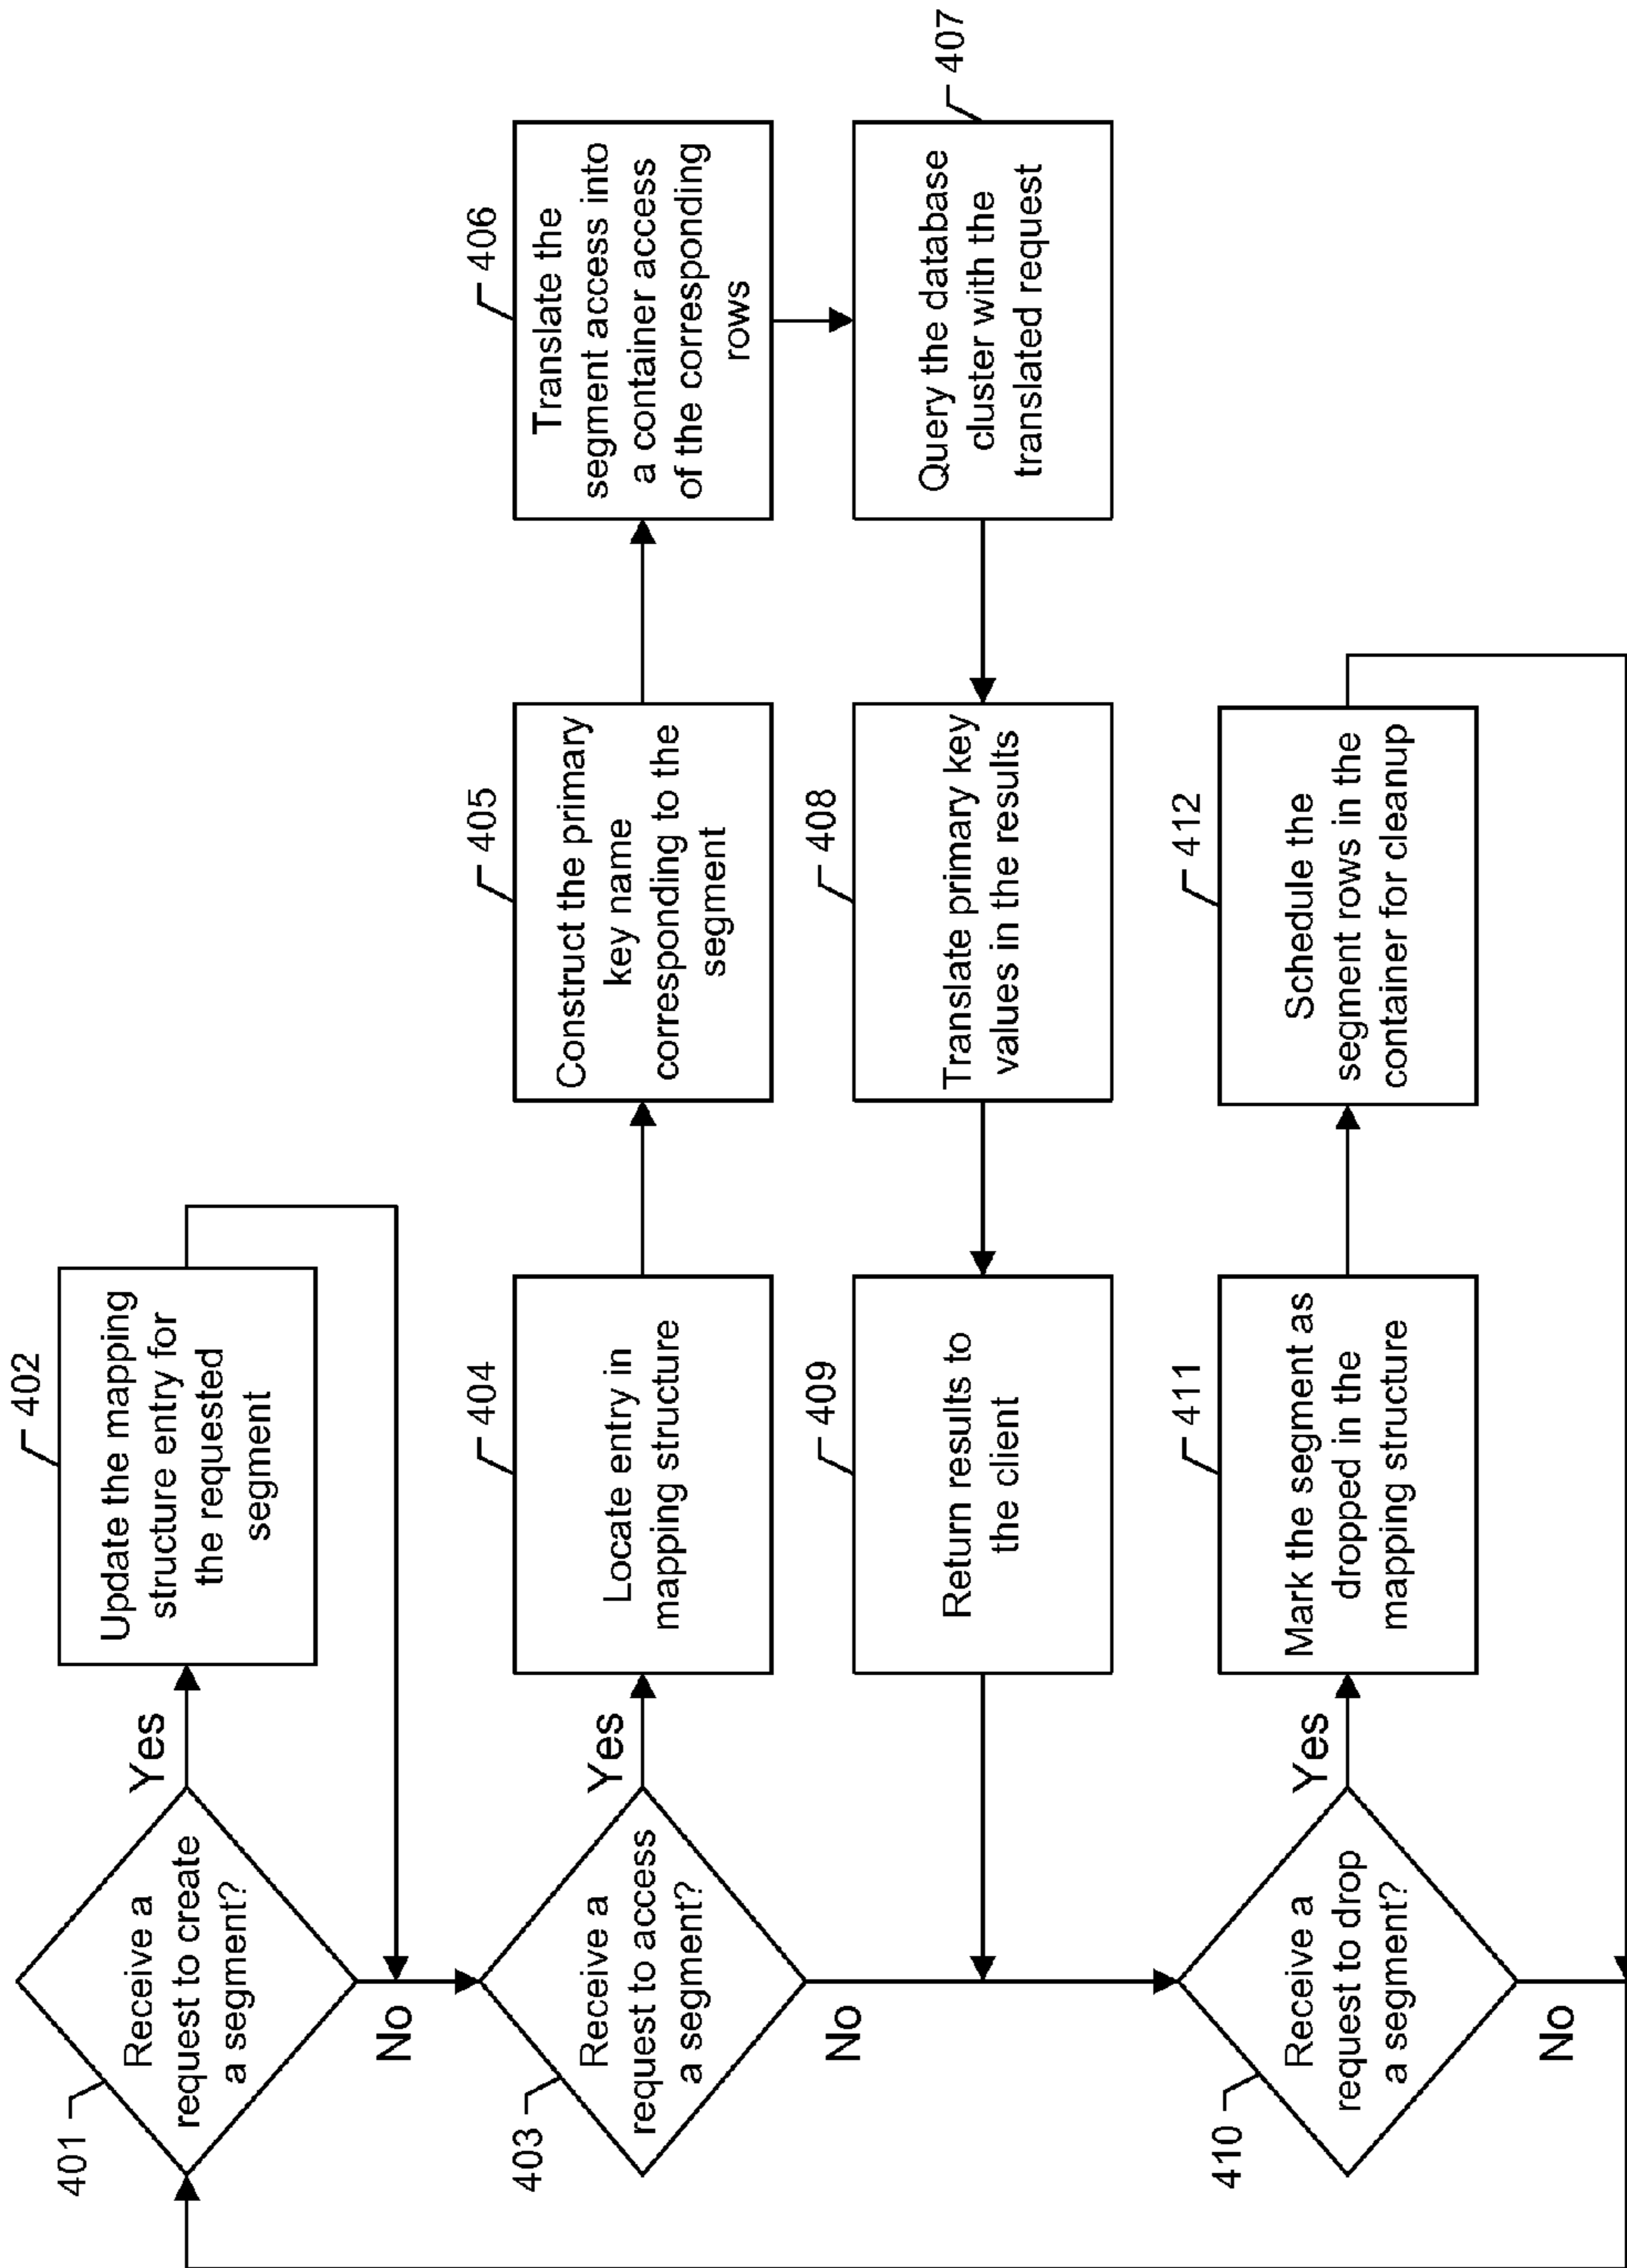 401
Receive a
request to create
a segment?
Yes
No
402
Update the mapping
structure entry for
the requested
segment
403
Receive a
request to access
a segment?
Yes
No
404
Locate entry in
mapping structure
405
Construct the primary
key name
corresponding to the
segment
406
Translate the
segment access into
a container access
of the corresponding
rows
407
Query the database
cluster with the
translated request
408
Translate primary key
values in the results
409
Return results to
the client
410
Receive a
request to drop
a segment?
Yes
No
411
Mark the segment as
dropped in the
mapping structure
412
Schedule the
segment rows in the
container for cleanup